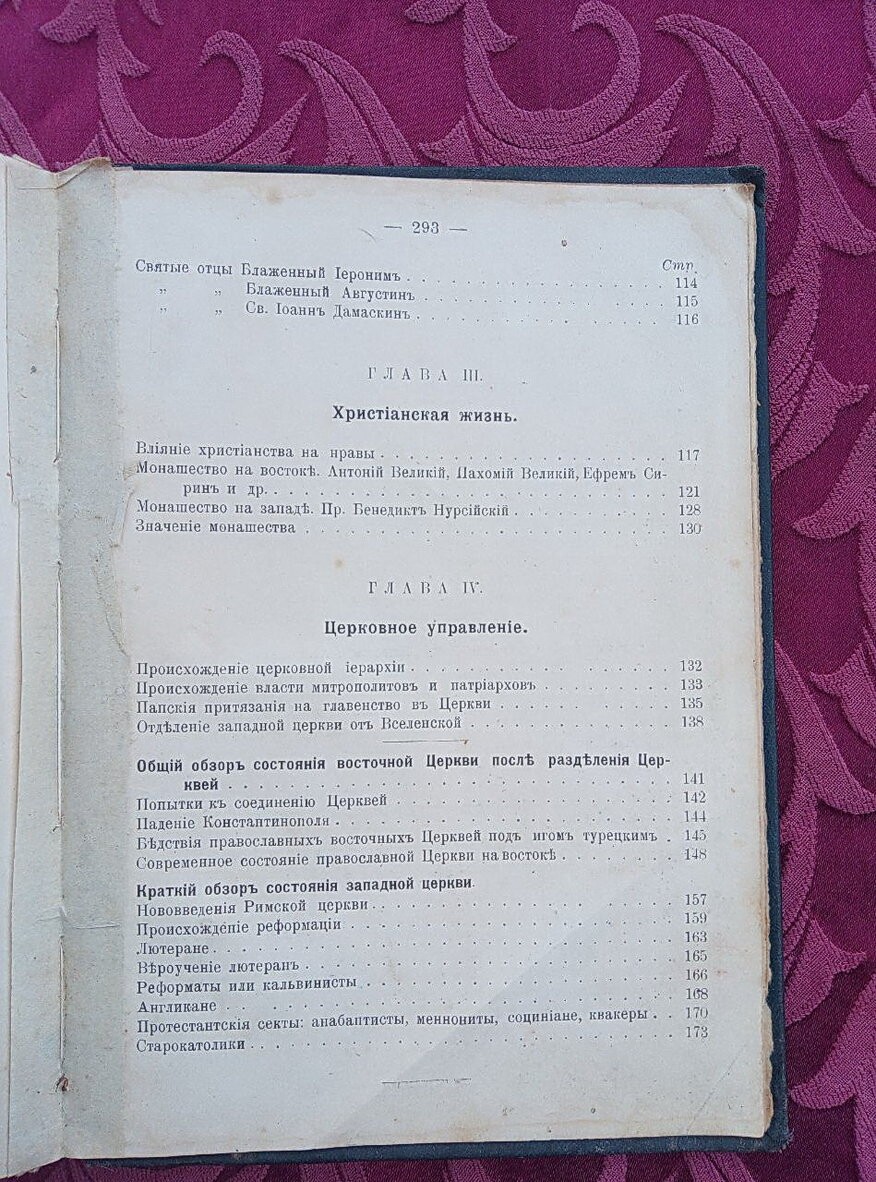 — 293 —
Стр.
Святые отцы Блаженный Іеронимъ . . . . . . . . . . . . . . 114
„ „ Блаженный Августинъ . . . . . . . . . . . . . 115
„ „ Св. Іоаннъ Дамаскинъ . . . . . . . . . . . . . 116
ГЛАВА III.
Христіанская жизнь.
Вліяніе христіанства на нравы . . . . . . . . . . . . . . . 117
Монашество на востокѣ. Антоній Великій, Пахомій Великій, Ефремъ Си-
ринъ и др. . . . . . . . . . . . . . . . . . . . . . . 121
Монашество на западѣ. Пр. Бенедиктъ Нурсійскій . . . . . . . . 128
Значеніе монашества . . . . . . . . . . . . . . . . . . . 130
ГЛАВА IV.
Церковное управленіе.
Происхожденіе церковной іерархіи . . . . . . . . . . . . . . 132
Происхожденіе власти митрополитовъ и патріарховъ . . . . . . . 133
Папскія притязанія на главенство въ Церкви . . . . . . . . . . 135
Отдѣленіе западной церкви отъ Вселенской . . . . . . . . . . . 138
Общій обзоръ состоянія восточной Церкви послѣ раздѣленія Цер-
квей . . . . . . . . . . . . . . . . . . . . . . . . 141
Попытки къ соединенію Церквей . . . . . . . . . . . . . . . 142
Паденіе Константинополя . . . . . . . . . . . . . . . . . . 144
Бѣдствія православныхъ восточныхъ Церквей подъ игомъ турецкимъ . 145
Современное состояніе православной Церкви на востокѣ . . . . . . 148
Краткій обзоръ состоянія западной церкви.
Нововведенія Римской церкви . . . . . . . . . . . . . . . . 157
Происхожденіе реформаціи . . . . . . . . . . . . . . . . . 159
Лютеране . . . . . . . . . . . . . . . . . . . . . . . . 163
Вѣроученіе лютеранъ . . . . . . . . . . . . . . . . . . . 165
Реформаты или кальвинисты . . . . . . . . . . . . . . . . . 166
Англикане . . . . . . . . . . . . . . . . . . . . . . . 168
Протестантскія секты: анабаптисты, меннониты, социніане, квакеры . . 170
Старокатолики . . . . . . . . . . . . . . . . . . . . . . 173